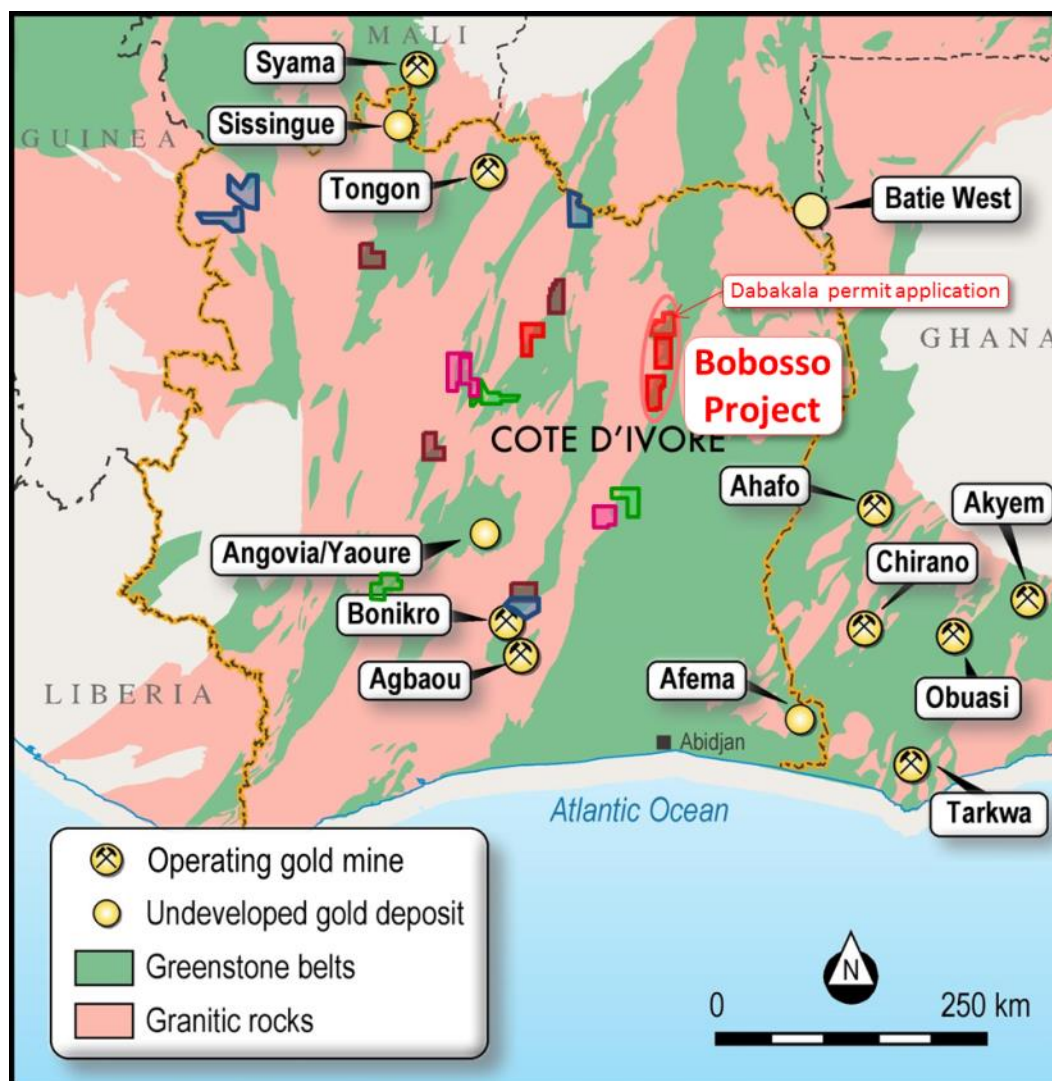 MALI
Syama
Sissingue
GUINEA
Tongon
Batie West
Dabakala permit application
GHANA
Bobosso
Project
COTE D'IVORE
Ahafo
Akyem
Angovia/Yaoure
Chirano
Bonikro
Agbaou
LIBERIA
Afema
Obuasi
Abidjan
Tarkwa
Atlantic Ocean
Operating gold mine
Undeveloped gold deposit
Greenstone belts
Granitic rocks
N
0 250 km